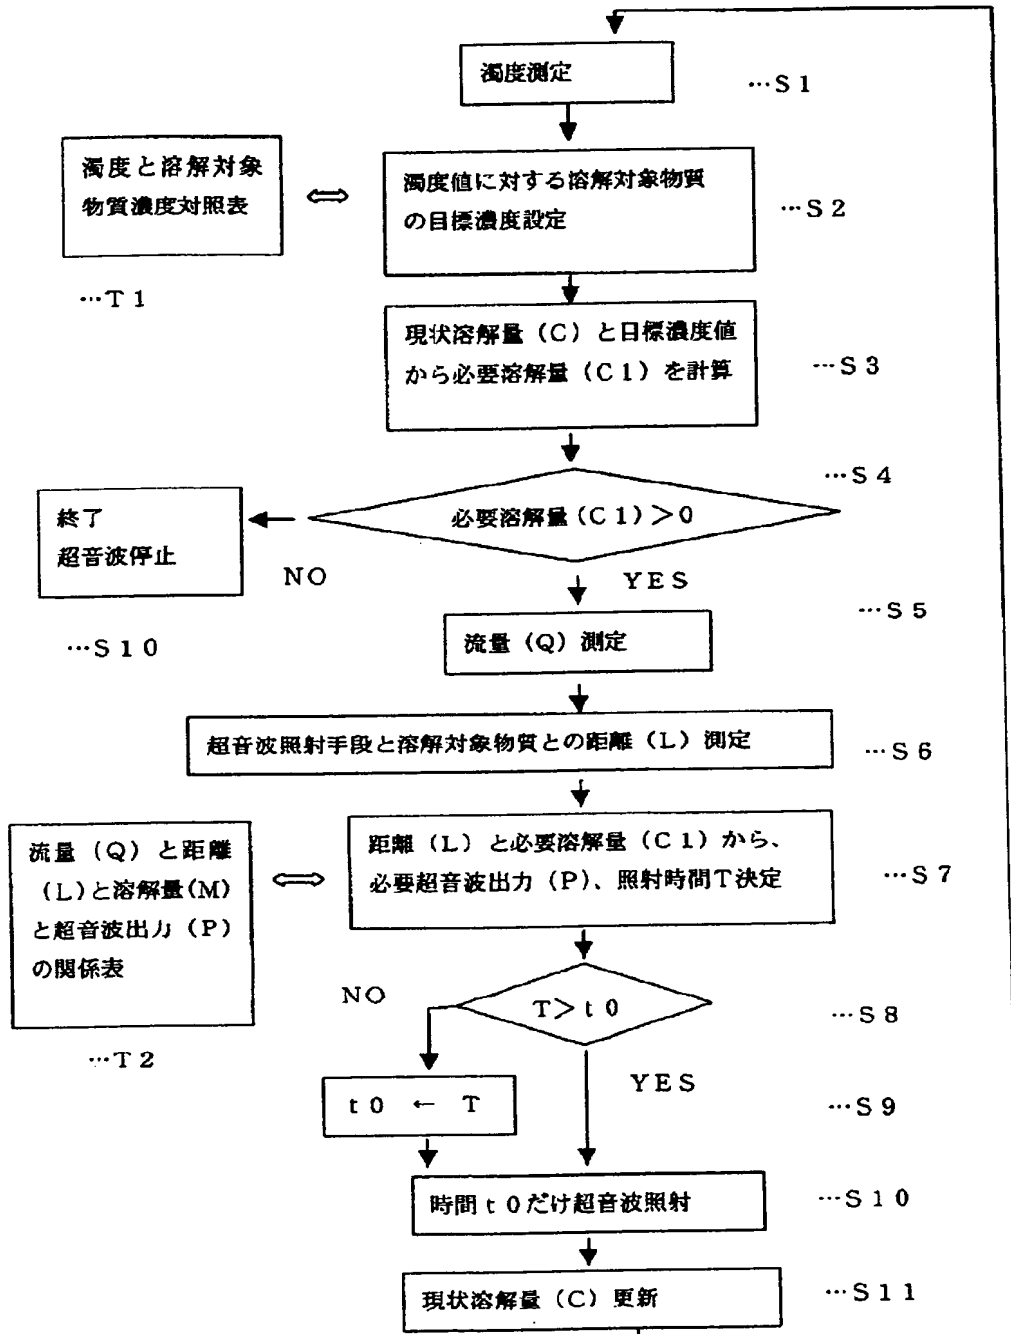 濁度測定
…S1
濁度と溶解対象
物質濃度対照表
…T1
濁度値に対する溶解対象物質
の目標濃度設定
…S2
現状溶解量（C）と目標濃度値
から必要溶解量（C1）を計算
…S3
…S4
必要溶解量（C1）＞0
終了
超音波停止
NO
YES
…S10
…S5
流量（Q）測定
超音波照射手段と溶解対象物質との距離（L）測定
…S6
流量（Q）と距離
（L）と溶解量(M)
と超音波出力（P）
の関係表
…T2
距離（L）と必要溶解量（C1）から、
必要超音波出力（P）、照射時間T決定
…S7
NO
T＞t0
…S8
YES
t0 ← T
…S9
時間t0だけ超音波照射
…S10
現状溶解量（C）更新
…S11